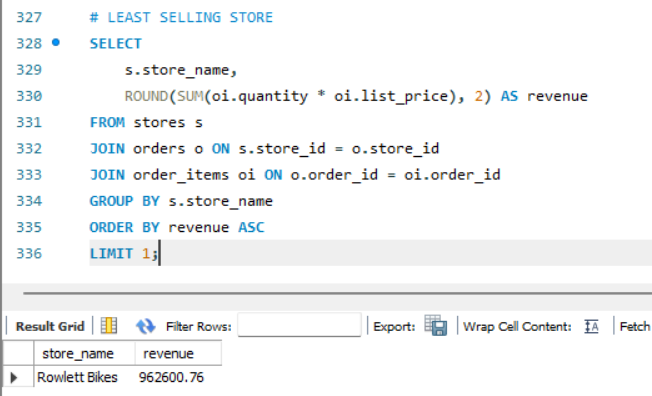 327 # LEAST SELLING STORE
328 SELECT
329 s.store_name,
330 ROUND(SUM(oi.quantity * oi.list_price), 2) AS revenue
331 FROM stores s
332 JOIN orders o ON s.store_id = o.store_id
333 JOIN order_items oi ON o.order_id = oi.order_id
334 GROUP BY s.store_name
335 ORDER BY revenue ASC
336 LIMIT 1;
Result Grid Filter Rows: Export: Wrap Cell Content: IA Fetch
store_name revenue
Rowlett Bikes 962600.76